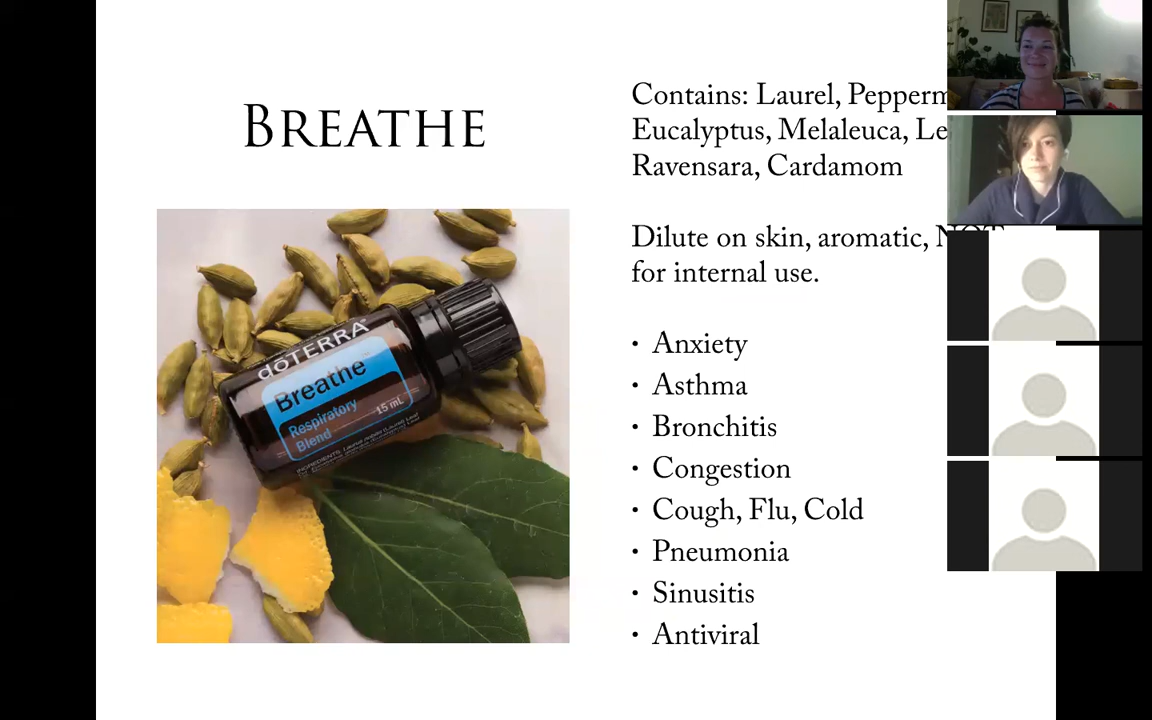 BREATHE
Contains: Laurel, Pepperm
Eucalyptus, Melaleuca, Le
Ravensara, Cardamom
Dilute on skin, aromatic, NOT
for internal use.
• Anxiety
• Asthma
• Bronchitis
• Congestion
• Cough, Flu, Cold
• Pneumonia
• Sinusitis
• Antiviral
dōTERRA
Breathe
Respiratory
Blend
15 mL